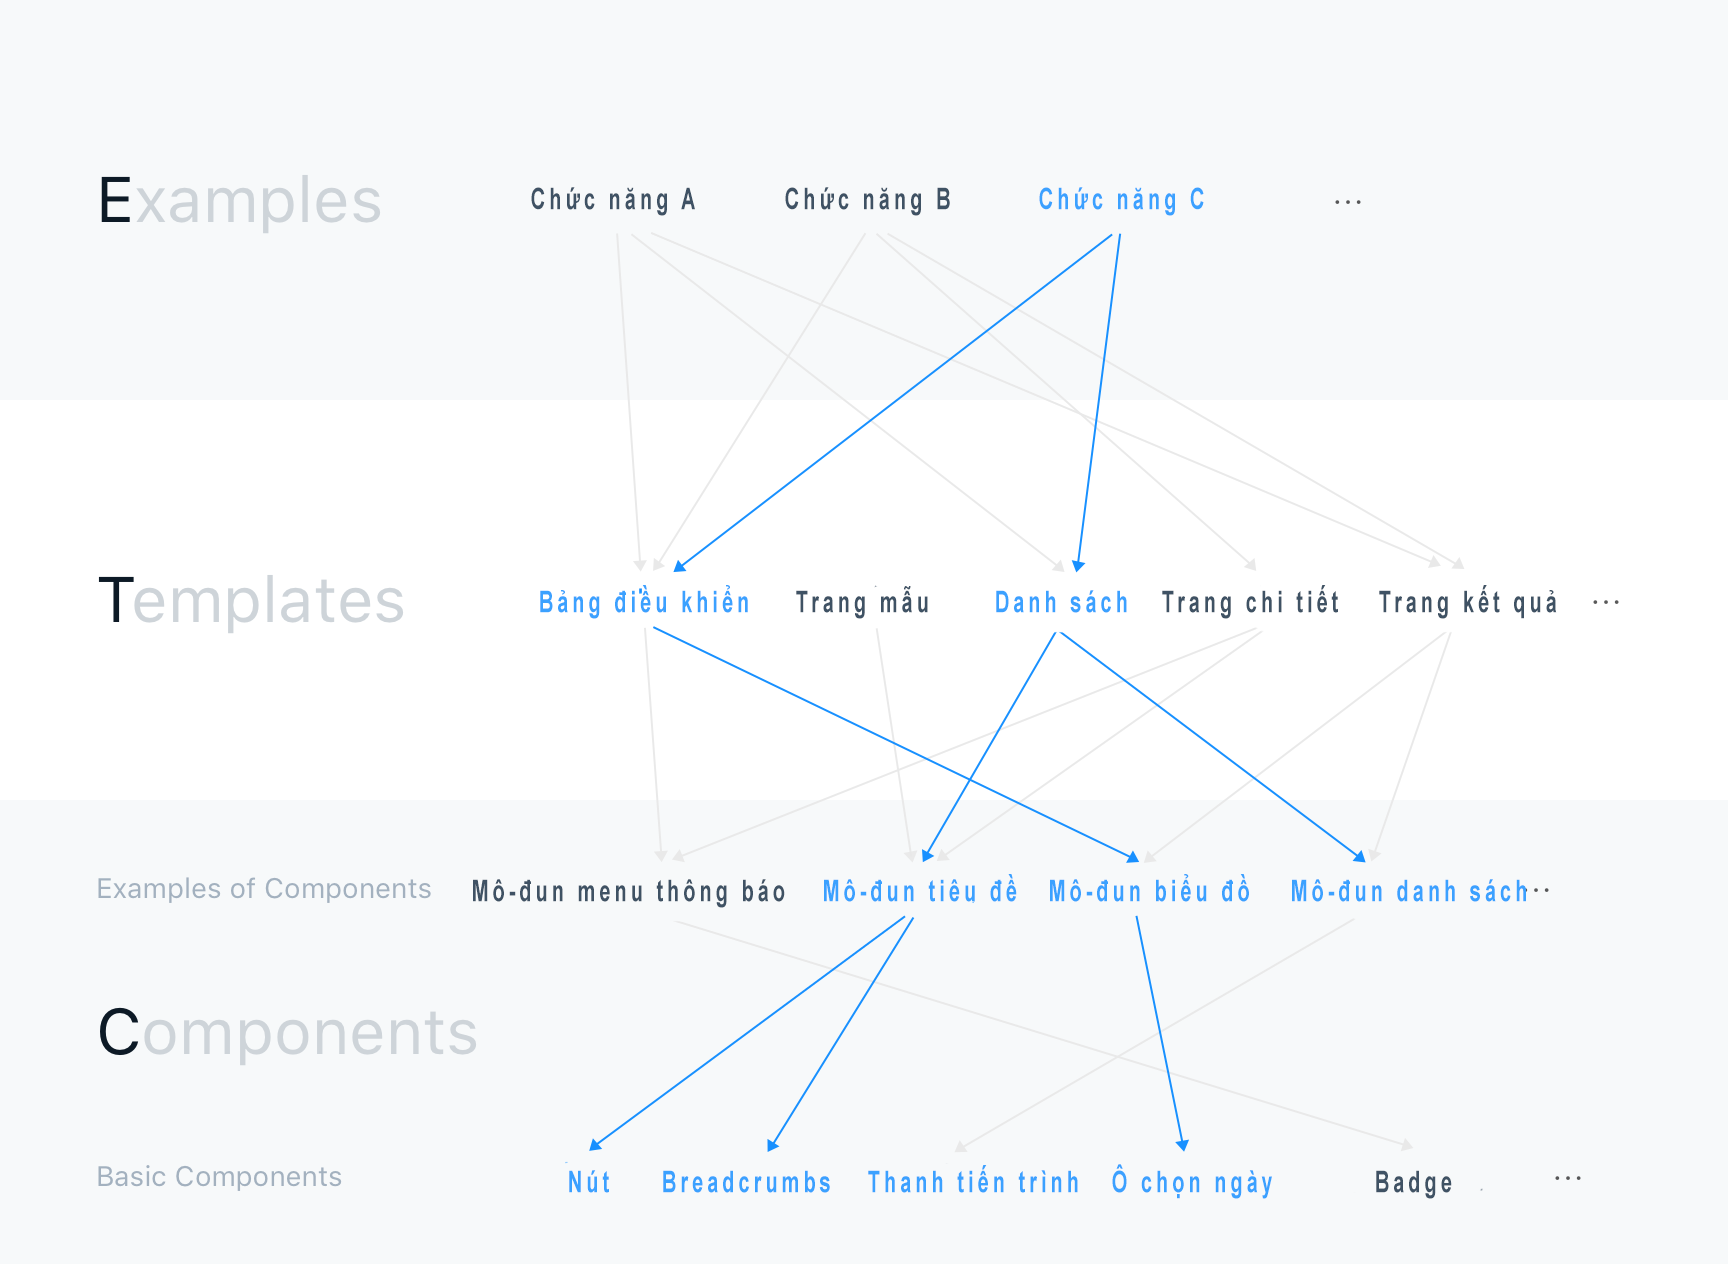 Examples Chức năng A Chức năng B Chức năng C ...
Templates Bảng điều khiển Trang mẫu Danh sách Trang chi tiết Trang kết quả ...
Examples of Components Mô-đun menu thông báo Mô-đun tiêu đề Mô-đun biểu đồ Mô-đun danh sách ..
Components
Basic Components Nút Breadcrumbs Thanh tiến trình Ô chọn ngày Badge ...